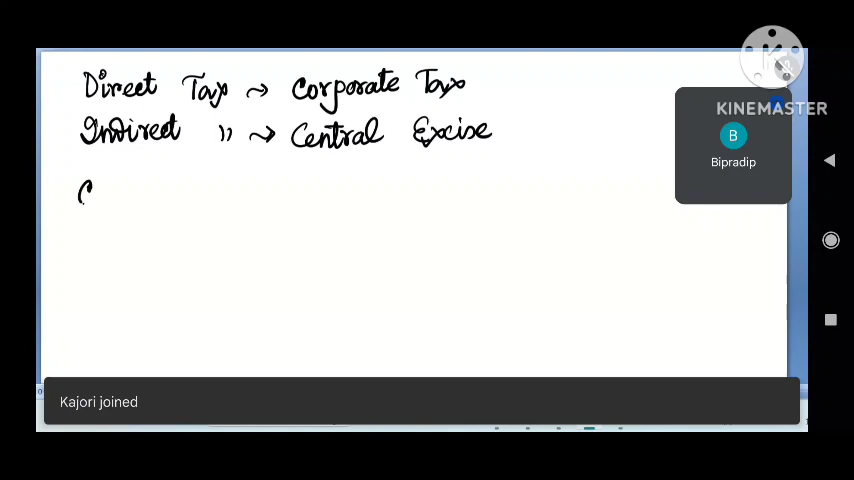 Direct Tax → Corporate Tax
Indirect " → Central Excise
C
KINEMASTER
B
Bipradip
Kajori joined